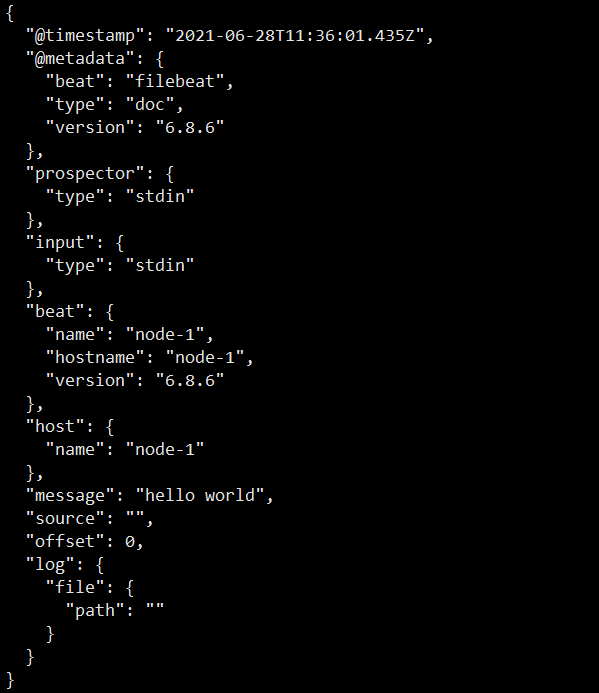 {
  "@timestamp": "2021-06-28T11:36:01.435Z",
  "@metadata": {
    "beat": "filebeat",
    "type": "doc",
    "version": "6.8.6"
  },
  "prospector": {
    "type": "stdin"
  },
  "input": {
    "type": "stdin"
  },
  "beat": {
    "name": "node-1",
    "hostname": "node-1",
    "version": "6.8.6"
  },
  "host": {
    "name": "node-1"
  },
  "message": "hello world",
  "source": "",
  "offset": 0,
  "log": {
    "file": {
      "path": ""
    }
  }
}